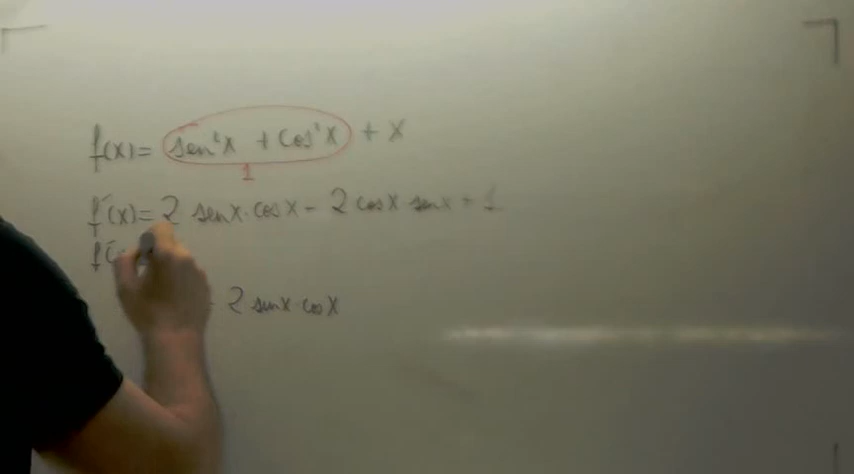 f(x) = sen²x + cos²x + x
1
f'(x) = 2 senx · cosx - 2 cosx senx + 1
f'(
2 senx cosx